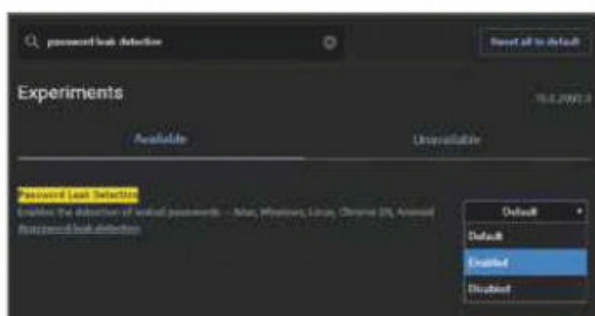 password leak detection
Reset all to default
Experiments
Available
Unavailable
Password Leak Detection
Enables the detection of leaked passwords. – Mac, Windows, Linux, Chrome OS, Android
#password-leak-detection
Default
Default
Enabled
Disabled